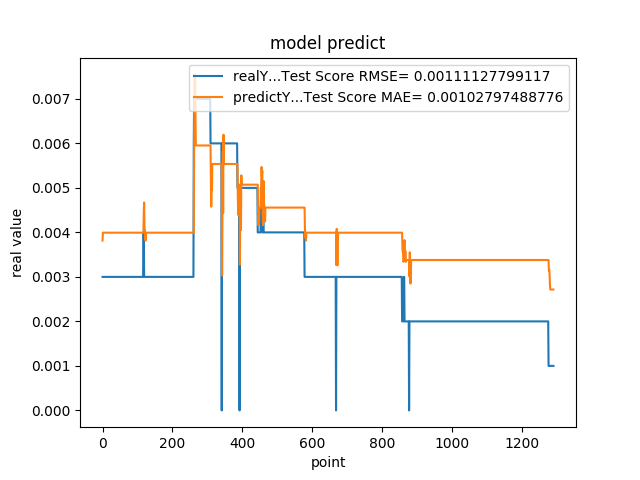 model predict
realY...Test Score RMSE= 0.00111127799117
predictY...Test Score MAE= 0.00102797488776
0.007
0.006
0.005
0.004
0.003
0.002
0.001
0.000
real value
0 200 400 600 800 1000 1200
point